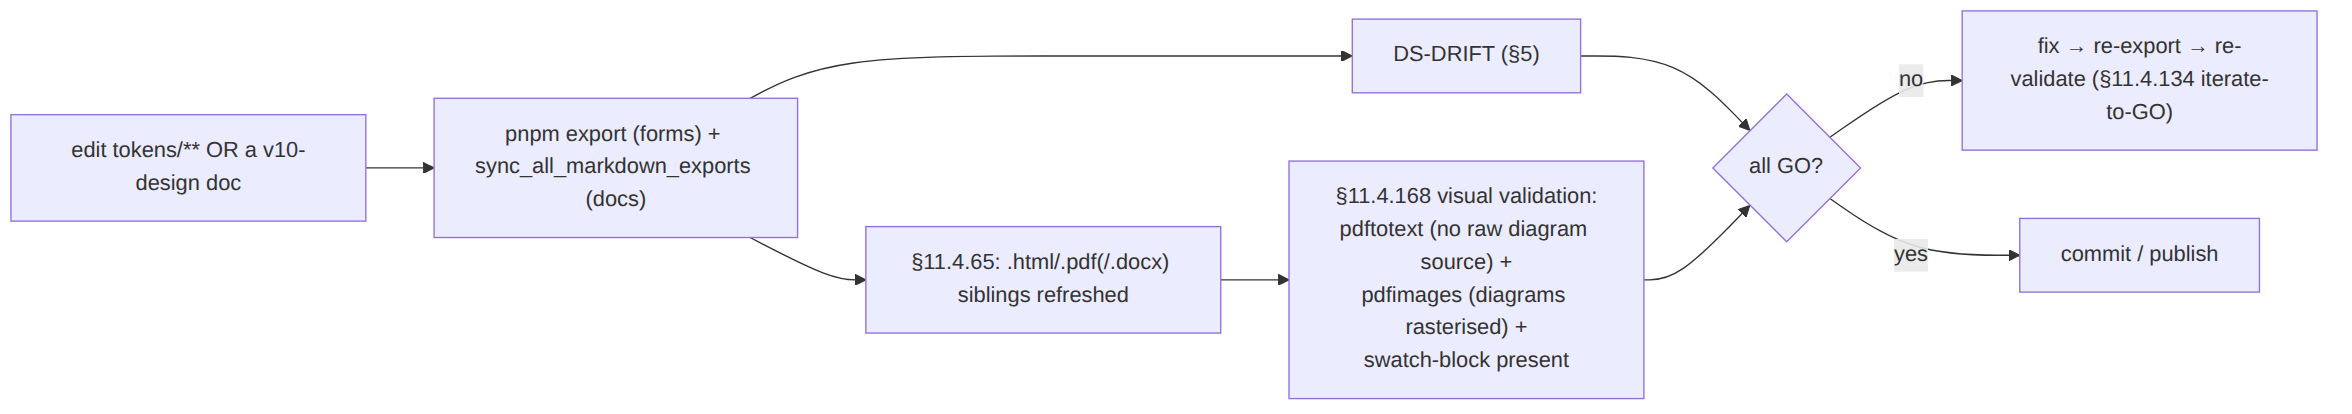 edit tokens/** OR a v10-
design doc
pnpm export (forms) +
sync_all_markdown_exports
(docs)
DS-DRIFT (§5)
§11.4.65: .html/.pdf(/.docx)
siblings refreshed
§11.4.168 visual validation:
pdftotext (no raw diagram
source) +
pdfimages (diagrams
rasterised) +
swatch-block present
all GO?
no
fix → re-export → re-
validate (§11.4.134 iterate-
to-GO)
yes
commit / publish